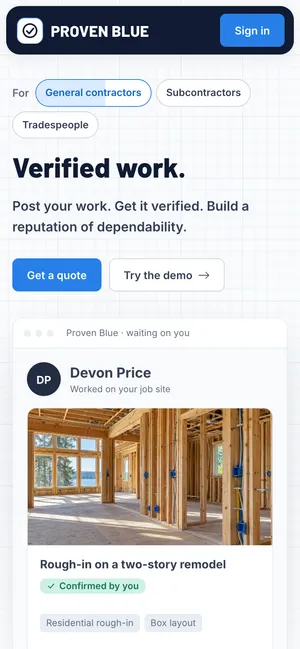 PROVEN BLUE
Sign in
For General contractors Subcontractors
Tradespeople
Verified work.
Post your work. Get it verified. Build a
reputation of dependability.
Get a quote
Try the demo →
Proven Blue · waiting on you
DP
Devon Price
Worked on your job site
Rough-in on a two-story remodel
✓ Confirmed by you
Residential rough-in
Box layout